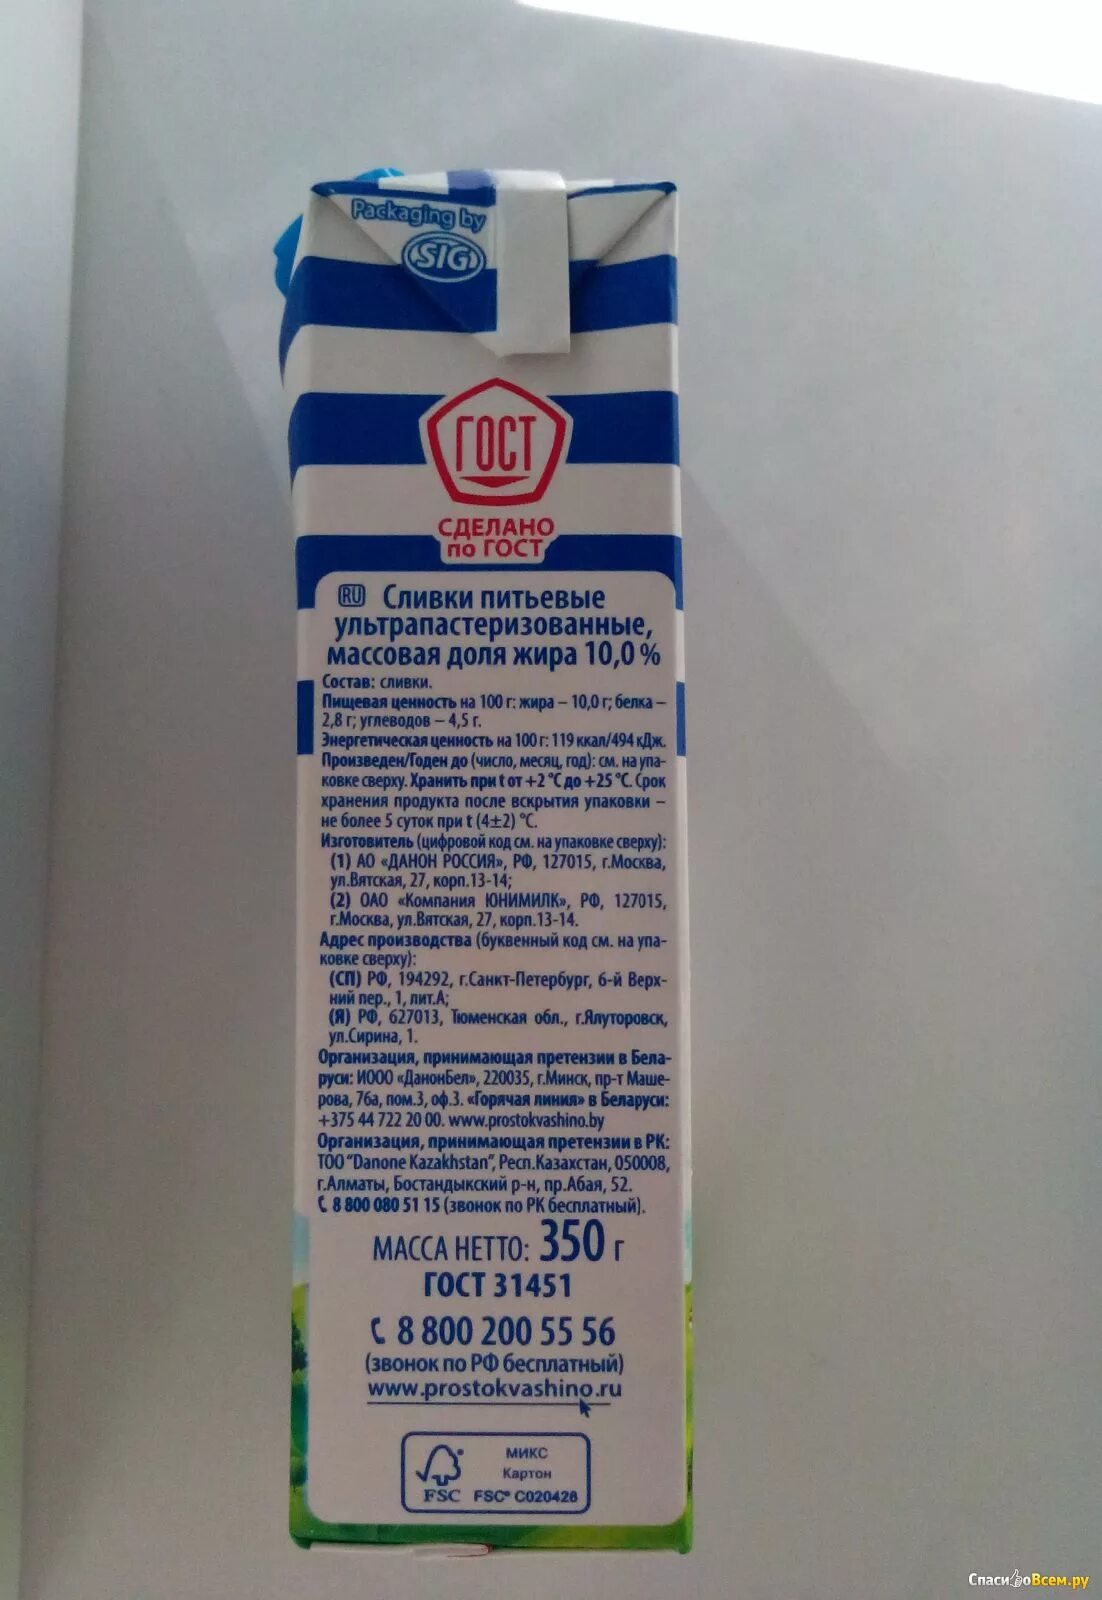 Packaging by
SIG
ГОСТ
СДЕЛАНО
по ГОСТ
RU Сливки питьевые
ультрапастеризованные,
массовая доля жира 10,0 %
Состав: сливки.
Пищевая ценность на 100 г: жира – 10,0 г; белка –
2,8 г; углеводов – 4,5 г.
Энергетическая ценность на 100 г: 119 ккал/494 кДж.
Произведен/Годен до (число, месяц, год): см. на упа-
ковке сверху. Хранить при t от +2 °C до +25 °C. Срок
хранения продукта после вскрытия упаковки –
не более 5 суток при t (4±2) °C.
Изготовитель (цифровой код см. на упаковке сверху):
(1) АО «ДАНОН РОССИЯ», РФ, 127015, г.Москва,
ул.Вятская, 27, корп.13-14;
(2) ОАО «Компания ЮНИМИЛК», РФ, 127015,
г.Москва, ул.Вятская, 27, корп.13-14.
Адрес производства (буквенный код см. на упа-
ковке сверху):
(СП) РФ, 194292, г.Санкт-Петербург, 6-й Верх-
ний пер., 1, лит.А;
(Я) РФ, 627013, Тюменская обл., г.Ялуторовск,
ул.Сирина, 1.
Организация, принимающая претензии в Бела-
руси: ИООО «ДанонБел», 220035, г.Минск, пр-т Маше-
рова, 76а, пом.3, оф.3. «Горячая линия» в Беларуси:
+375 44 722 20 00. www.prostokvashino.by
Организация, принимающая претензии в РК:
ТОО "Danone Kazakhstan", Респ.Казахстан, 050008,
г.Алматы, Бостандыкский р-н, пр.Абая, 52.
8 800 080 51 15 (звонок по РК бесплатный).
МАССА НЕТТО: 350 г
ГОСТ 31451
8 800 200 55 56
(звонок по РФ бесплатный)
www.prostokvashino.ru
FSC
МИКС
Картон
FSC® C020428
СпасибоВсем.ру